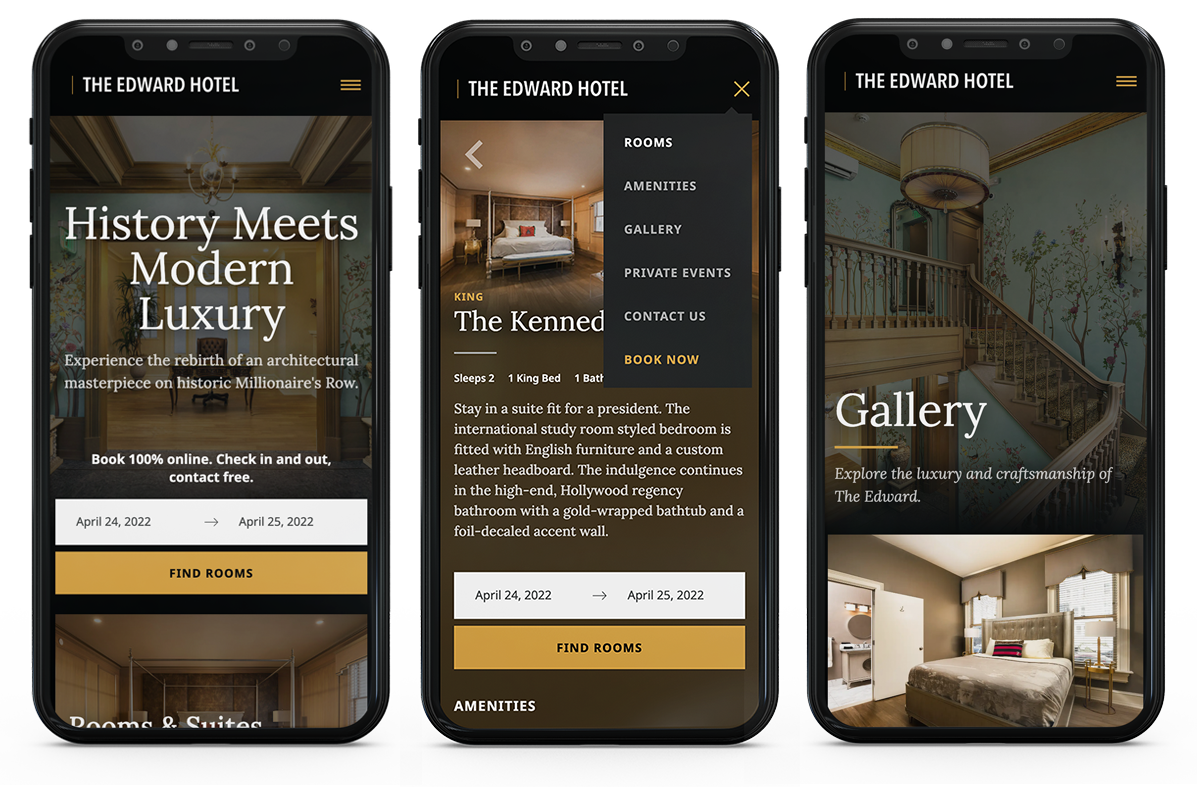 THE EDWARD HOTEL
History Meets
Modern
Luxury
Experience the rebirth of an architectural
masterpiece on historic Millionaire's Row.
Book 100% online. Check in and out,
contact free.
April 24, 2022 → April 25, 2022
FIND ROOMS
Rooms & Suites
THE EDWARD HOTEL
ROOMS
AMENITIES
GALLERY
PRIVATE EVENTS
CONTACT US
BOOK NOW
KING
The Kenned
Sleeps 2 1 King Bed 1 Bath
Stay in a suite fit for a president. The
international study room styled bedroom is
fitted with English furniture and a custom
leather headboard. The indulgence continues
in the high-end, Hollywood regency
bathroom with a gold-wrapped bathtub and a
foil-decaled accent wall.
April 24, 2022 → April 25, 2022
FIND ROOMS
AMENITIES
THE EDWARD HOTEL
Gallery
Explore the luxury and craftsmanship of
The Edward.